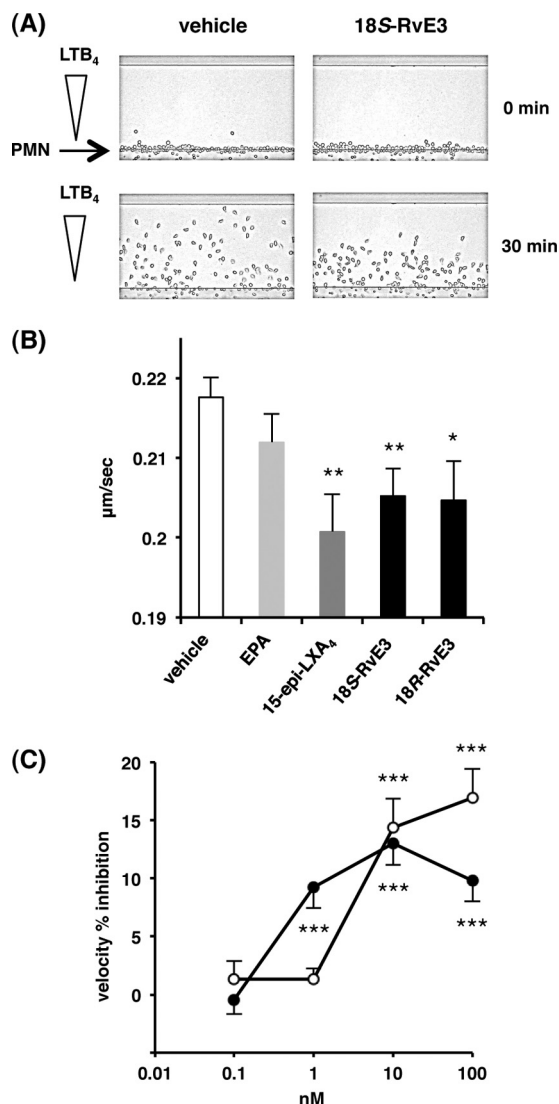 (A)
vehicle
18S-RvE3
LTB4
0 min
PMN
LTB4
30 min
(B)
0.22
0.21
0.2
0.19
µm/sec
**
**
*
vehicle
EPA
15-epi-LXA4
18S-RvE3
18R-RvE3
(C)
20
15
10
5
0
velocity % inhibition
***
***
***
***
***
0.01
0.1
1
10
100
nM